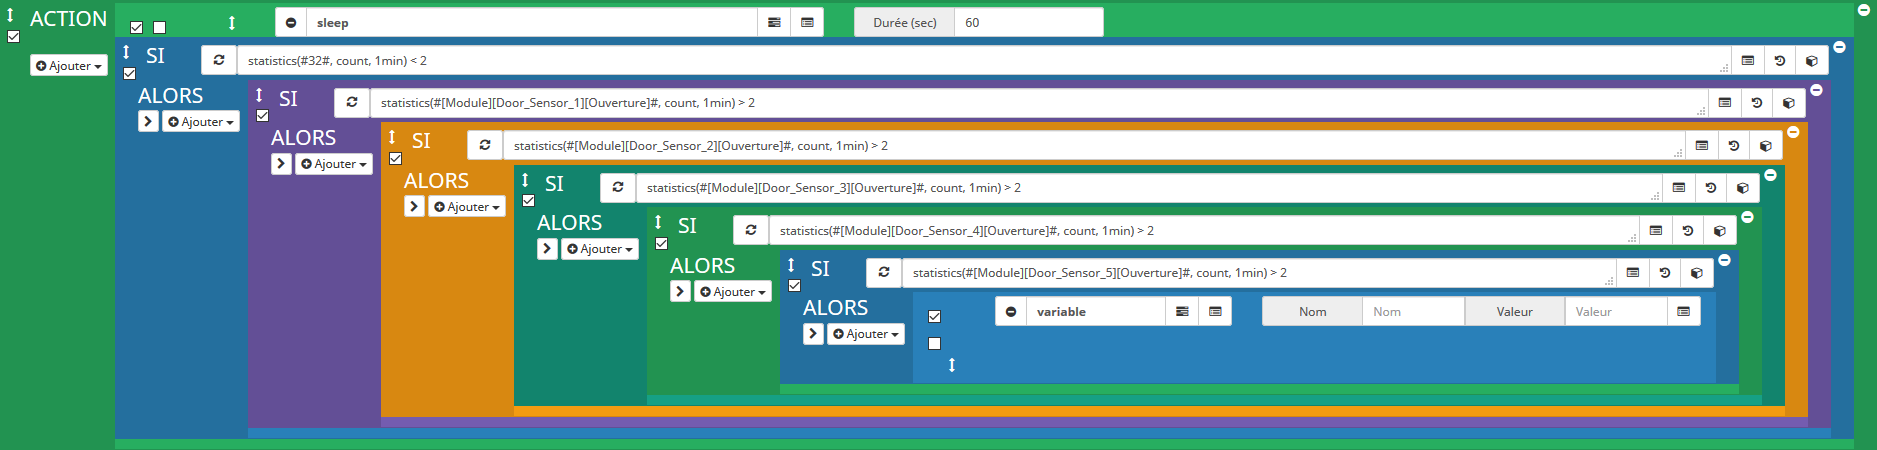 ACTION
sleep
Durée (sec)
60
Ajouter
SI
statistics(#32#, count, 1min) < 2
ALORS
Ajouter
SI
statistics(#[Module][Door_Sensor_1][Ouverture]#, count, 1min) > 2
ALORS
Ajouter
SI
statistics(#[Module][Door_Sensor_2][Ouverture]#, count, 1min) > 2
ALORS
Ajouter
SI
statistics(#[Module][Door_Sensor_3][Ouverture]#, count, 1min) > 2
ALORS
Ajouter
SI
statistics(#[Module][Door_Sensor_4][Ouverture]#, count, 1min) > 2
ALORS
Ajouter
SI
statistics(#[Module][Door_Sensor_5][Ouverture]#, count, 1min) > 2
ALORS
variable
Nom
Nom
Valeur
Valeur
Ajouter